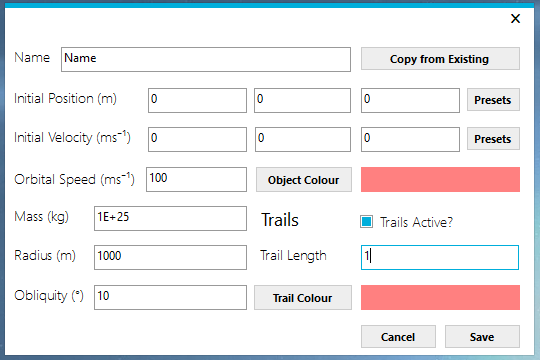 Name Name Copy from Existing
Initial Position (m) 0 0 0 Presets
Initial Velocity (ms⁻¹) 0 0 0 Presets
Orbital Speed (ms⁻¹) 100 Object Colour
Mass (kg) 1E+25 Trails Trails Active?
Radius (m) 1000 Trail Length 1
Obliquity (°) 10 Trail Colour
Cancel Save